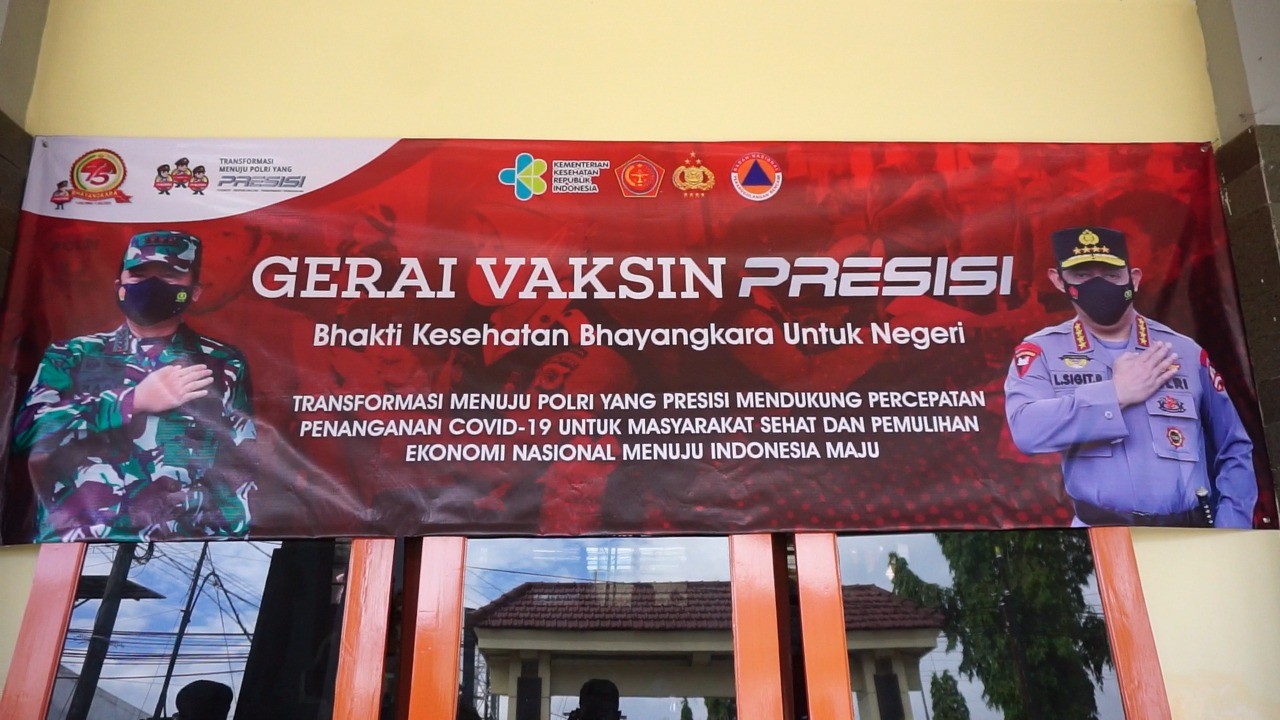 75
BHAYANGKARA
TRANSFORMASI
MENUJU POLRI YANG
PRESISI
KEMENTERIAN
KESEHATAN
REPUBLIK
INDONESIA
GERAI VAKSIN PRESISI
Bhakti Kesehatan Bhayangkara Untuk Negeri
TRANSFORMASI MENUJU POLRI YANG PRESISI MENDUKUNG PERCEPATAN
PENANGANAN COVID-19 UNTUK MASYARAKAT SEHAT DAN PEMULIHAN
EKONOMI NASIONAL MENUJU INDONESIA MAJU
L.SIGIT.P